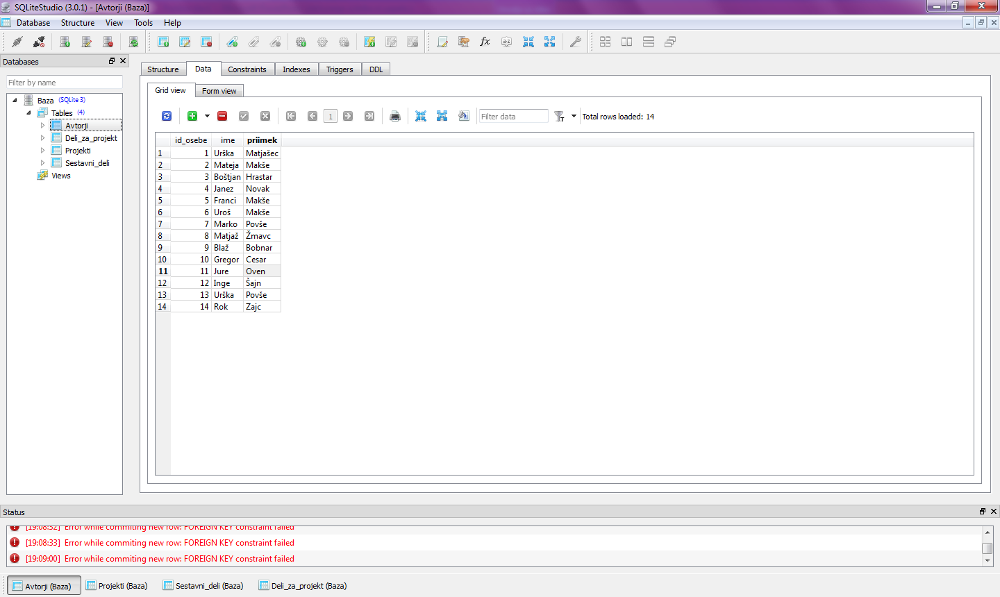 SQLiteStudio (3.0.1) - [Avtorji (Baza)]
Database Structure View Tools Help
Databases
Filter by name
Baza (SQLite 3)
Tables (4)
Avtorji
Deli_za_projekt
Projekti
Sestavni_deli
Views
Structure Data Constraints Indexes Triggers DDL
Grid view Form view
1 Filter data Total rows loaded: 14
id_osebe ime priimek
1 1 Urška Matjašec
2 2 Mateja Makše
3 3 Boštjan Hrastar
4 4 Janez Novak
5 5 Franci Makše
6 6 Uroš Makše
7 7 Marko Povše
8 8 Matjaž Žmavc
9 9 Blaž Bobnar
10 10 Gregor Cesar
11 11 Jure Oven
12 12 Inge Šajn
13 13 Urška Povše
14 14 Rok Zajc
Status
[19:08:32] Error while commiting new row: FOREIGN KEY constraint failed
[19:08:33] Error while commiting new row: FOREIGN KEY constraint failed
[19:09:00] Error while commiting new row: FOREIGN KEY constraint failed
Avtorji (Baza) Projekti (Baza) Sestavni_deli (Baza) Deli_za_projekt (Baza)